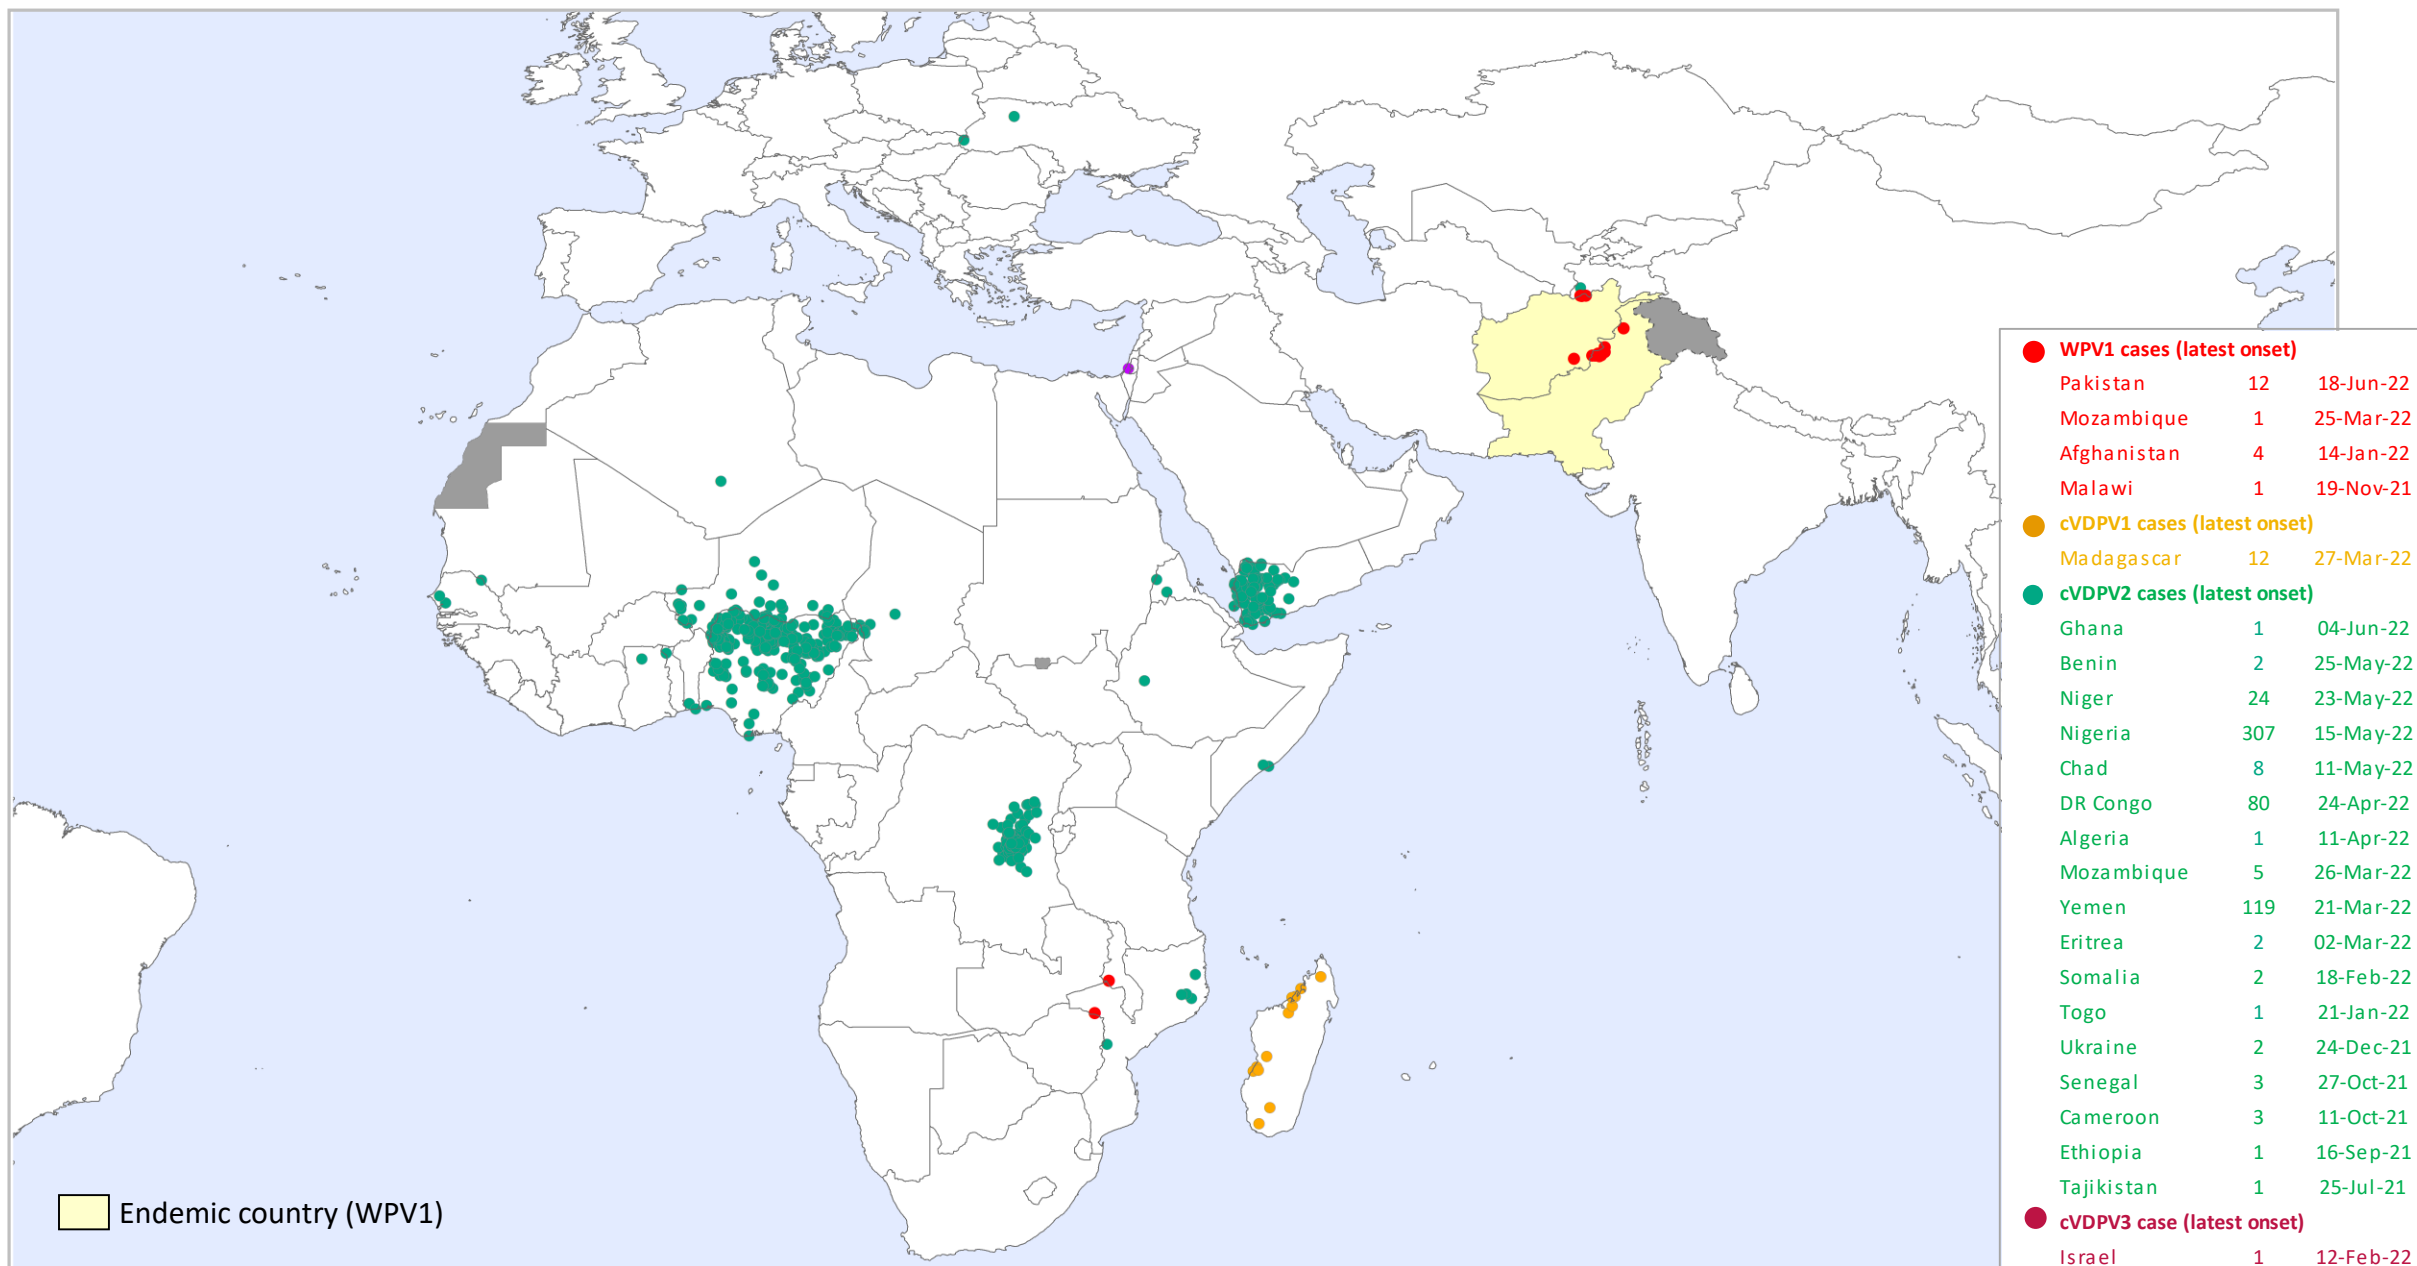 WPV1 cases (latest onset)
Pakistan 12 18-Jun-22
Mozambique 1 25-Mar-22
Afghanistan 4 14-Jan-22
Malawi 1 19-Nov-21
cVDPV1 cases (latest onset)
Madagascar 12 27-Mar-22
cVDPV2 cases (latest onset)
Ghana 1 04-Jun-22
Benin 2 25-May-22
Niger 24 23-May-22
Nigeria 307 15-May-22
Chad 8 11-May-22
DR Congo 80 24-Apr-22
Algeria 1 11-Apr-22
Mozambique 5 26-Mar-22
Yemen 119 21-Mar-22
Eritrea 2 02-Mar-22
Somalia 2 18-Feb-22
Togo 1 21-Jan-22
Ukraine 2 24-Dec-21
Senegal 3 27-Oct-21
Cameroon 3 11-Oct-21
Ethiopia 1 16-Sep-21
Tajikistan 1 25-Jul-21
cVDPV3 case (latest onset)
Israel 1 12-Feb-22
Endemic country (WPV1)